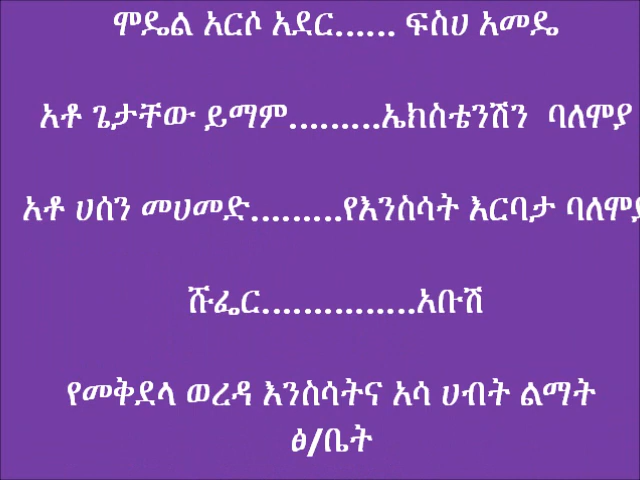 ሞዴል አርሶ አደር...... ፍስሀ አመዴ
አቶ ጌታቸው ይማም.........ኤክስቴንሽን ባለሞያ
አቶ ሀሰን መሀመድ.........የእንስሳት እርባታ ባለሞያ
ሹፌር...............አቡሽ
የመቅደላ ወረዳ እንስሳትና አሳ ሀብት ልማት
ፅ/ቤት